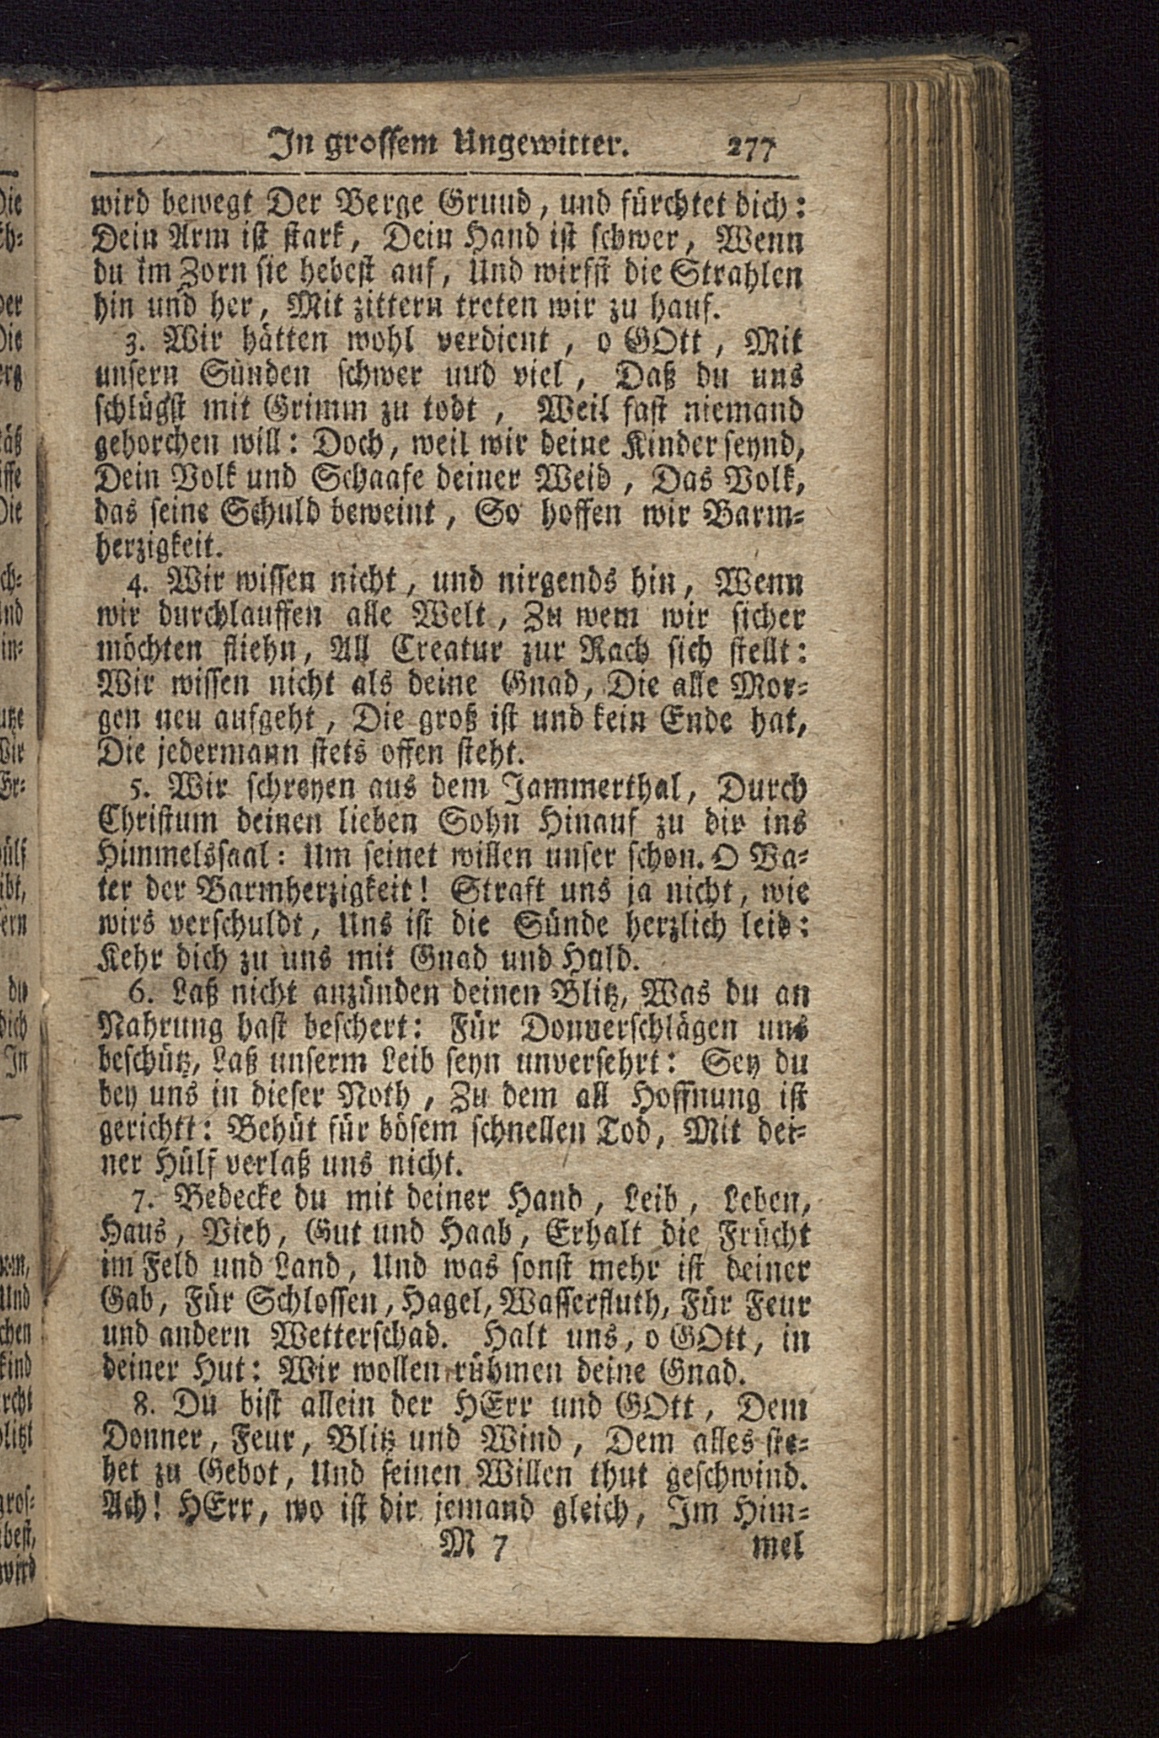 In grossem Ungewitter. 277
wird bewegt Der Berge Grund, und fürchtet dich:
Dein Arm ist stark, Dein Hand ist schwer, Wenn
du im Zorn sie hebest auf, Und wirfst die Strahlen
hin und her, Mit zittern treten wir zu hauf.
3. Wir hätten wohl verdient, o GOtt, Mit
unsern Sünden schwer und viel, Daß du uns
schlügst mit Grimm zu todt, Weil fast niemand
gehorchen will: Doch, weil wir deine Kinder seynd,
Dein Volk und Schaafe deiner Weid, Das Volk,
das seine Schuld beweint, So hoffen wir Barm-
herzigkeit.
4. Wir wissen nicht, und nirgends hin, Wenn
wir durchlauffen alle Welt, Zu wem wir sicher
möchten fliehn, All Creatur zur Rach sich stellt:
Wir wissen nicht als deine Gnad, Die alle Mor-
gen neu aufgeht, Die groß ist und kein Ende hat,
Die jedermann stets offen steht.
5. Wir schreyen aus dem Jammerthal, Durch
Christum deinen lieben Sohn Hinauf zu dir ins
Himmelssaal: Um seinet willen unser schon. O Va-
ter der Barmherzigkeit! Straft uns ja nicht, wie
wirs verschuldt, Uns ist die Sünde herzlich leid:
Kehr dich zu uns mit Gnad und Huld.
6. Laß nicht anzünden deinen Blitz, Was du an
Nahrung hast beschert: Für Donnerschlägen uns
beschütz, Laß unserm Leib seyn unversehrt: Sey du
bey uns in dieser Noth, Zu dem all Hoffnung ist
gerichtt: Behüt für bösem schnellen Tod, Mit dei-
ner Hülf verlaß uns nicht.
7. Bedecke du mit deiner Hand, Leib, Leben,
Haus, Vieh, Gut und Haab, Erhalt die Frücht
im Feld und Land, Und was sonst mehr ist deiner
Gab, Für Schlossen, Hagel, Wasserfluth, Für Feur
und andern Wetterschad. Halt uns, o GOtt, in
deiner Hut: Wir wollen rühmen deine Gnad.
8. Du bist allein der HErr und GOtt, Dem
Donner, Feur, Blitz und Wind, Dem alles ste-
het zu Gebot, Und seinen Willen thut geschwind.
Ach! HErr, wo ist dir jemand gleich, Im Him-
M 7 mel